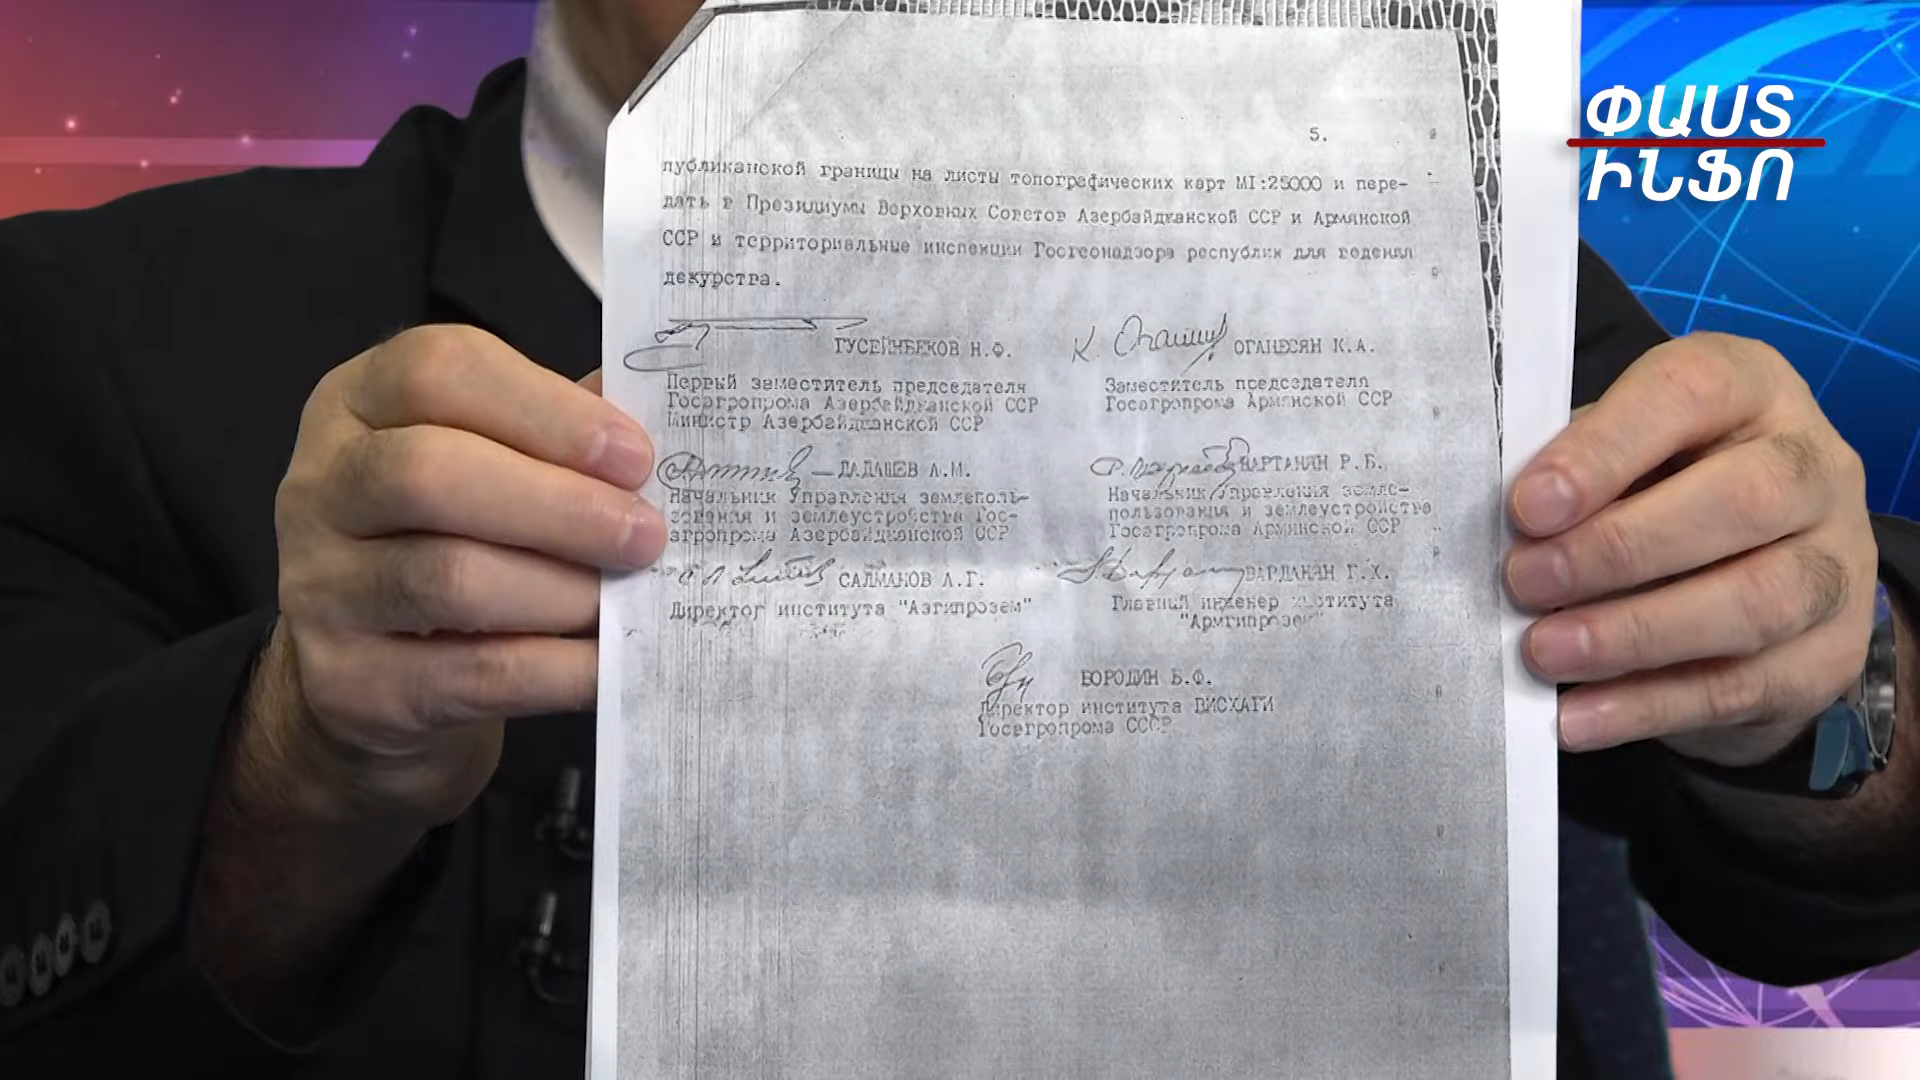 ՓԱՍՏ
ԻՆՖՈ
5.
публиканской границы на листы топографических карт МI:25000 и пере-
дать в Президиумы Верховных Советов Азербайджанской ССР и Армянской
ССР и территориальные инспекции Госгеонадзора республик для ведения
дежурства.
ГУСЕЙНБЕКОВ Н.Ф.
Первый заместитель председателя
Госагропрома Азербайджанской ССР
Министр Азербайджанской ССР
К. ОГАНЕСЯН К.А.
Заместитель председателя
Госагропрома Армянской ССР
ДАДАШЕВ А.М.
Начальник Управления землеполь-
зования и землеустройства Гос-
агропрома Азербайджанской ССР
ВАРТАНЯН Р.Б.
Начальник Управления земле-
пользования и землеустройства
Госагропрома Армянской ССР
САЛМАНОВ А.Г.
Директор института "Азгипрозем"
ВАРДАНЯН Г.Х.
Главный инженер института
"Армгипрозем"
БОРОДИН Б.Ф.
Директор института ВИСХАГИ
Госагропрома СССР